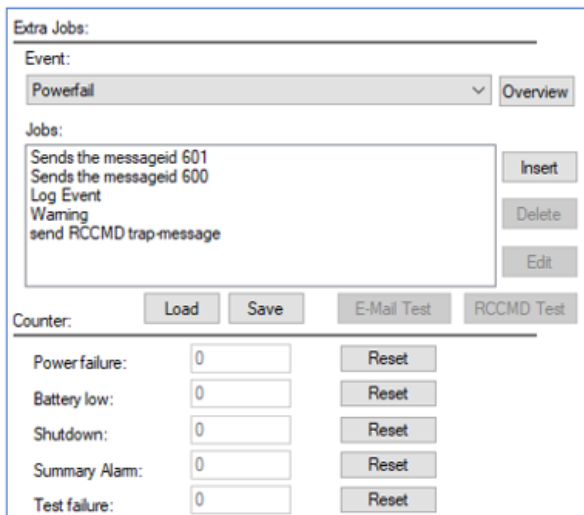 Extra Jobs:
Event:
Powerfail Overview
Jobs:
Sends the messageid 601
Sends the messageid 600
Log Event
Warning
send RCCMD trap-message
Insert
Delete
Edit
Load Save E-Mail Test RCCMD Test
Counter:
Power failure: 0 Reset
Battery low: 0 Reset
Shutdown: 0 Reset
Summary Alarm: 0 Reset
Test failure: 0 Reset